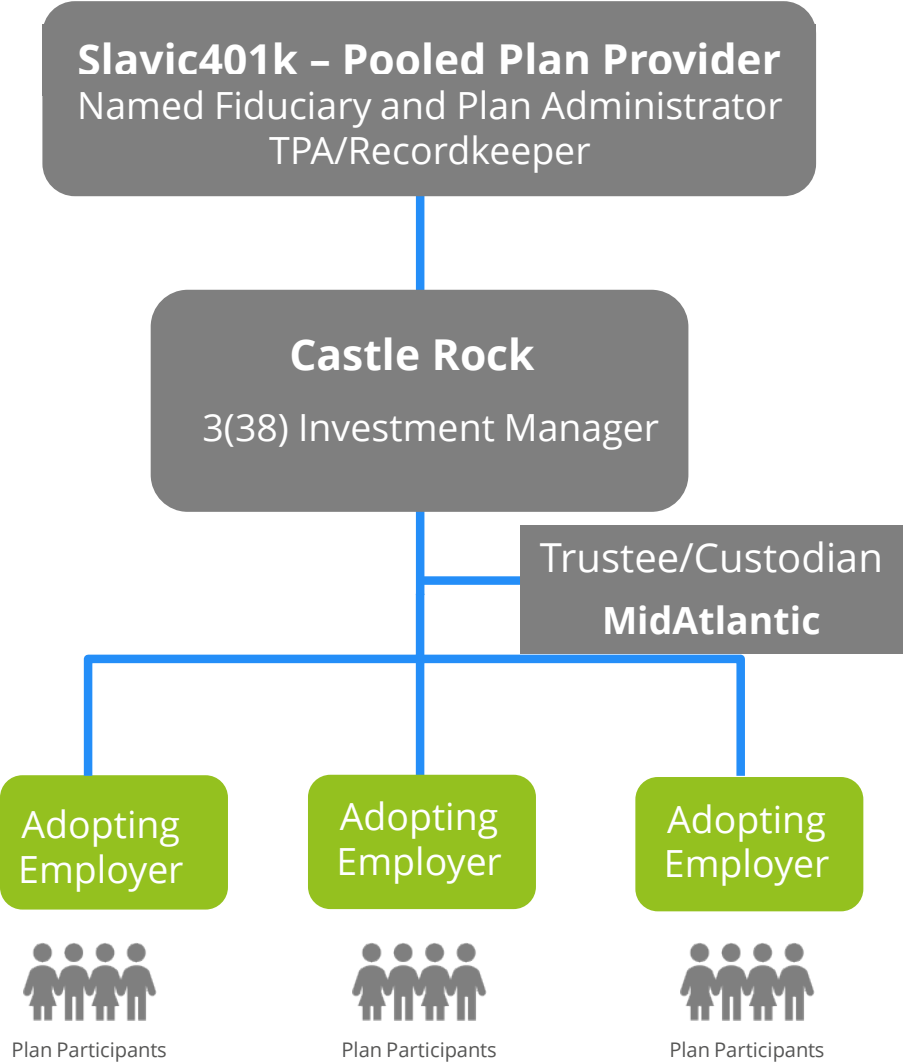 Slavic401k – Pooled Plan Provider
Named Fiduciary and Plan Administrator
TPA/Recordkeeper
Castle Rock
3(38) Investment Manager
Trustee/Custodian
MidAtlantic
Adopting
Employer
Adopting
Employer
Adopting
Employer
Plan Participants
Plan Participants
Plan Participants